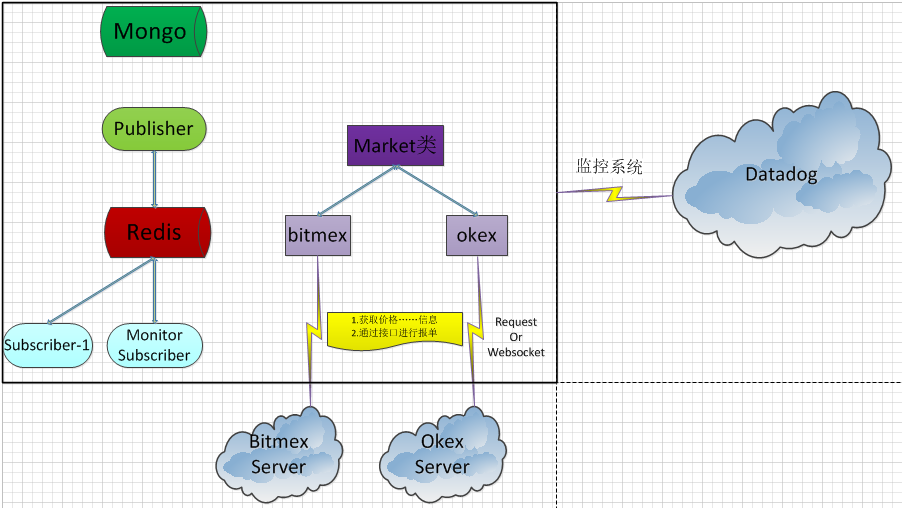 Mongo
Publisher
Market类
监控系统
Datadog
Redis
bitmex
okex
1.获取价格……信息
2.通过接口进行报单
Request
Or
Websocket
Subscriber-1
Monitor
Subscriber
Bitmex
Server
Okex
Server